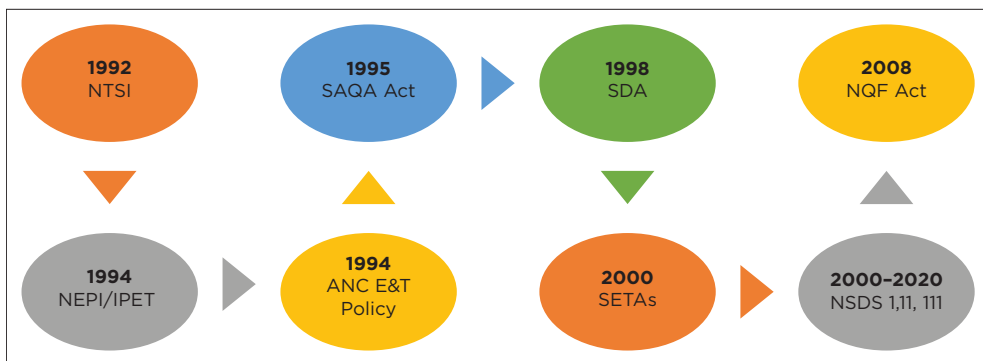 1992
NTSI
1995
SAQA Act
1998
SDA
2008
NQF Act
1994
NEPI/IPET
1994
ANC E&T
Policy
2000
SETAs
2000–2020
NSDS 1,11, 111